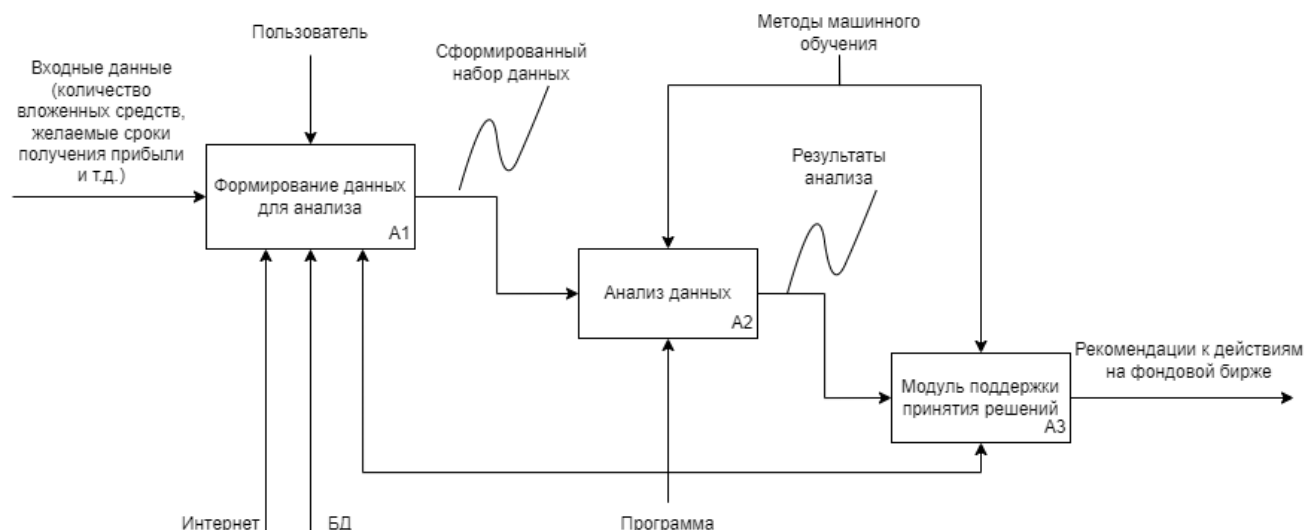 Пользователь
Входные данные
(количество
вложенных средств,
желаемые сроки
получения прибыли
и т.д.)
Сформированный
набор данных
Методы машинного
обучения
Формирование данных
для анализа
A1
Результаты
анализа
Анализ данных
A2
Рекомендации к действиям
на фондовой бирже
Модуль поддержки
принятия решений
A3
Интернет
БД
Программа